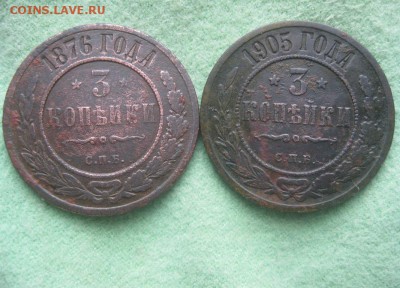 COINS.LAVE.RU
1876 ГОДА
3
КОПѢЙКИ
С.П.Б.
1905 ГОДА
3
КОПѢЙКИ
С.П.Б.